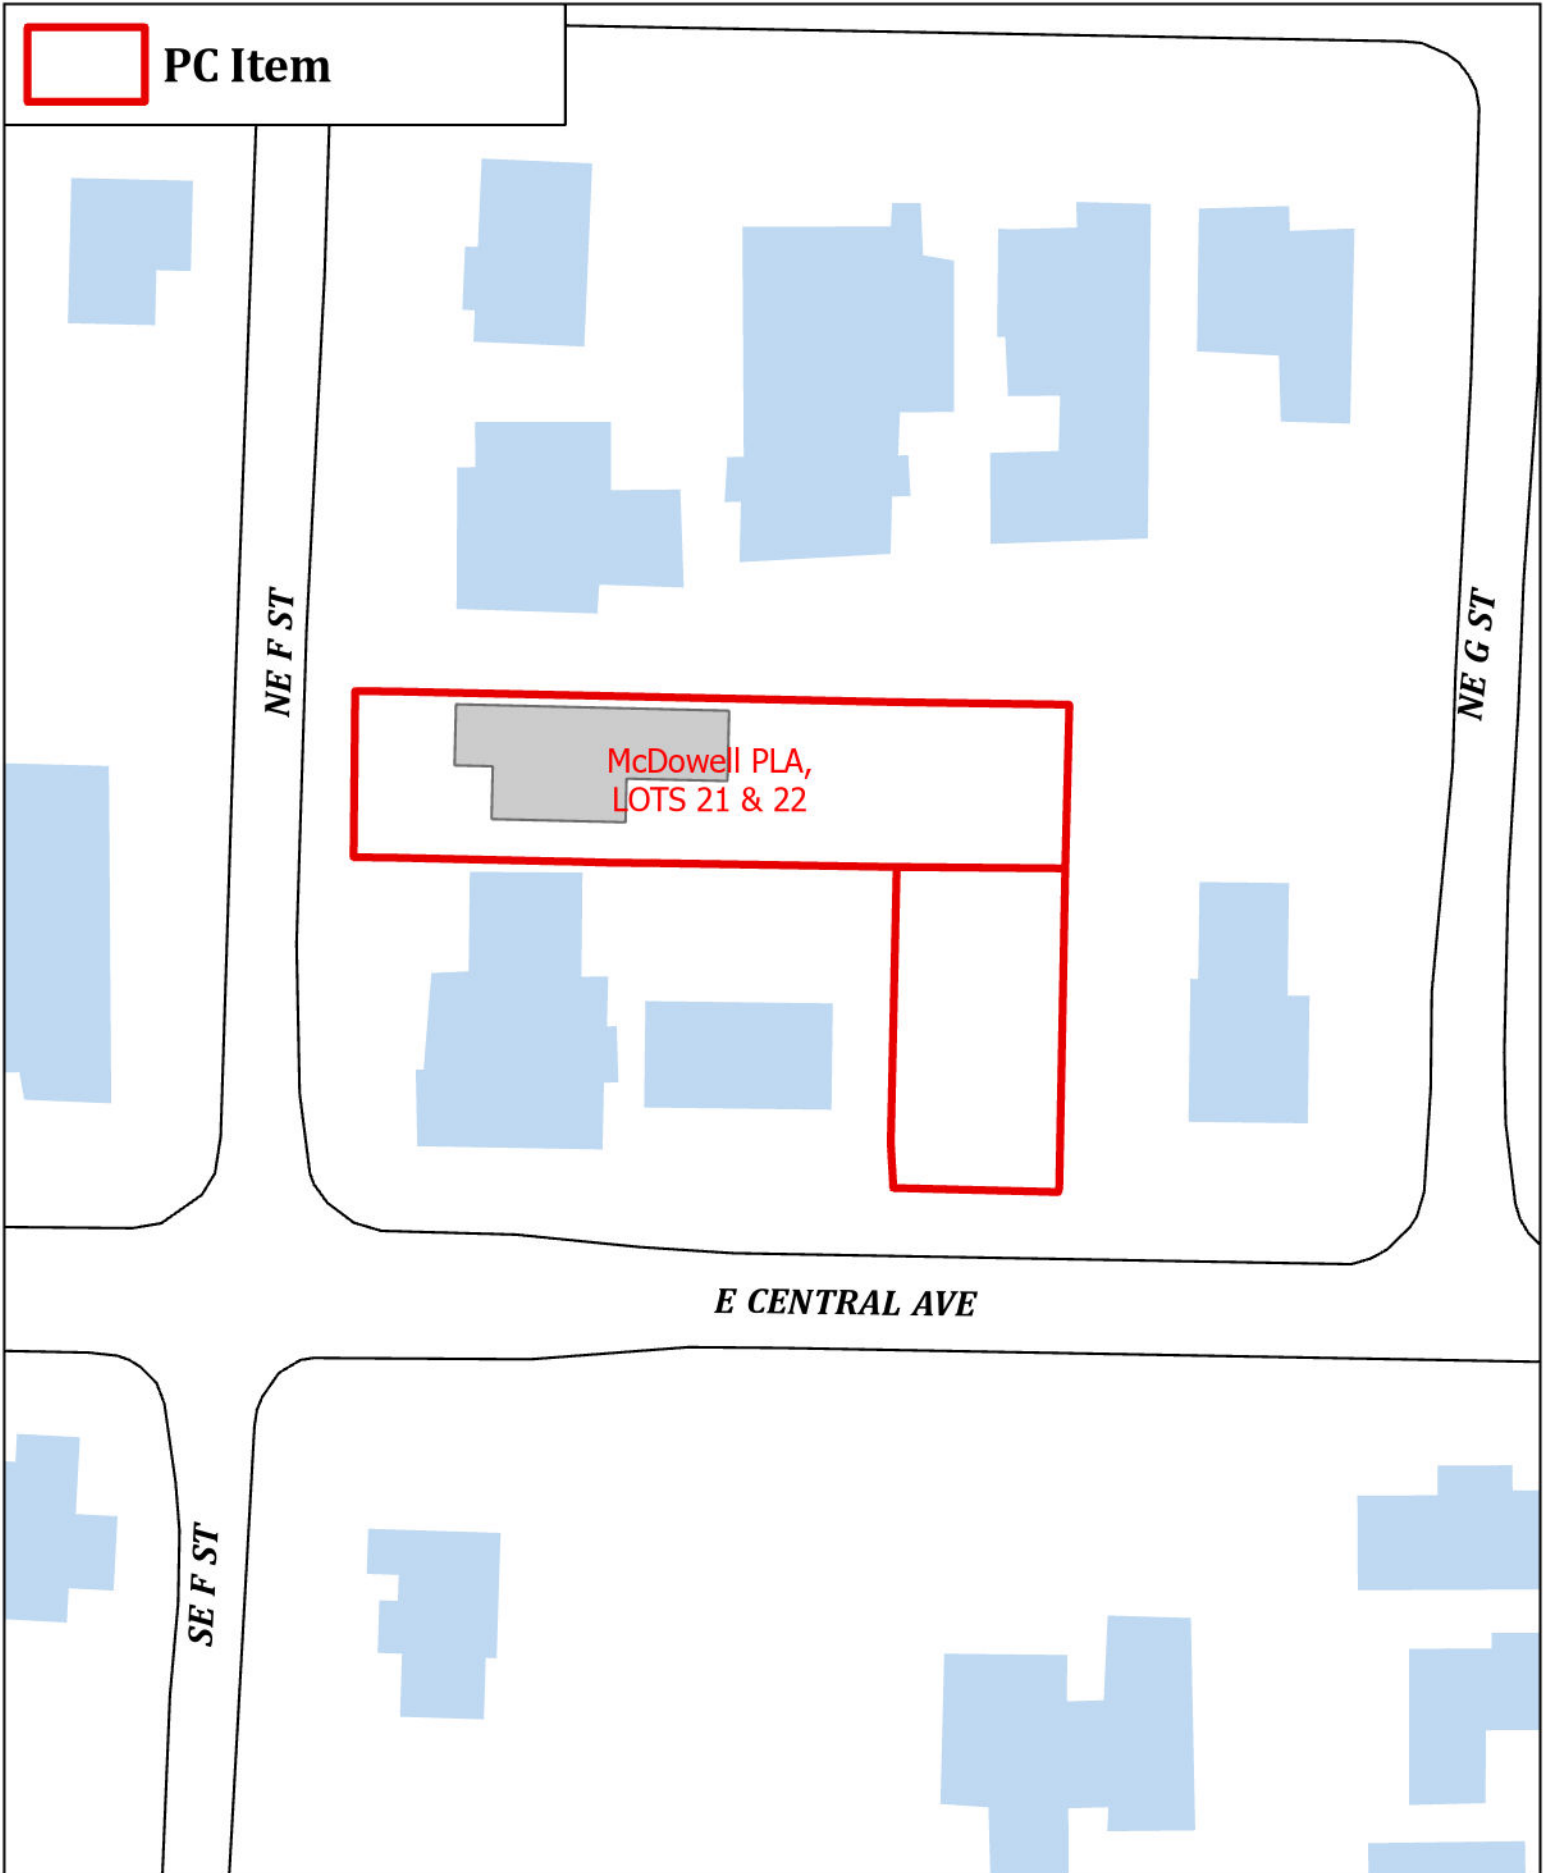 PC Item
NE F ST
NE G ST
McDowell PLA,
LOTS 21 & 22
E CENTRAL AVE
SE F ST